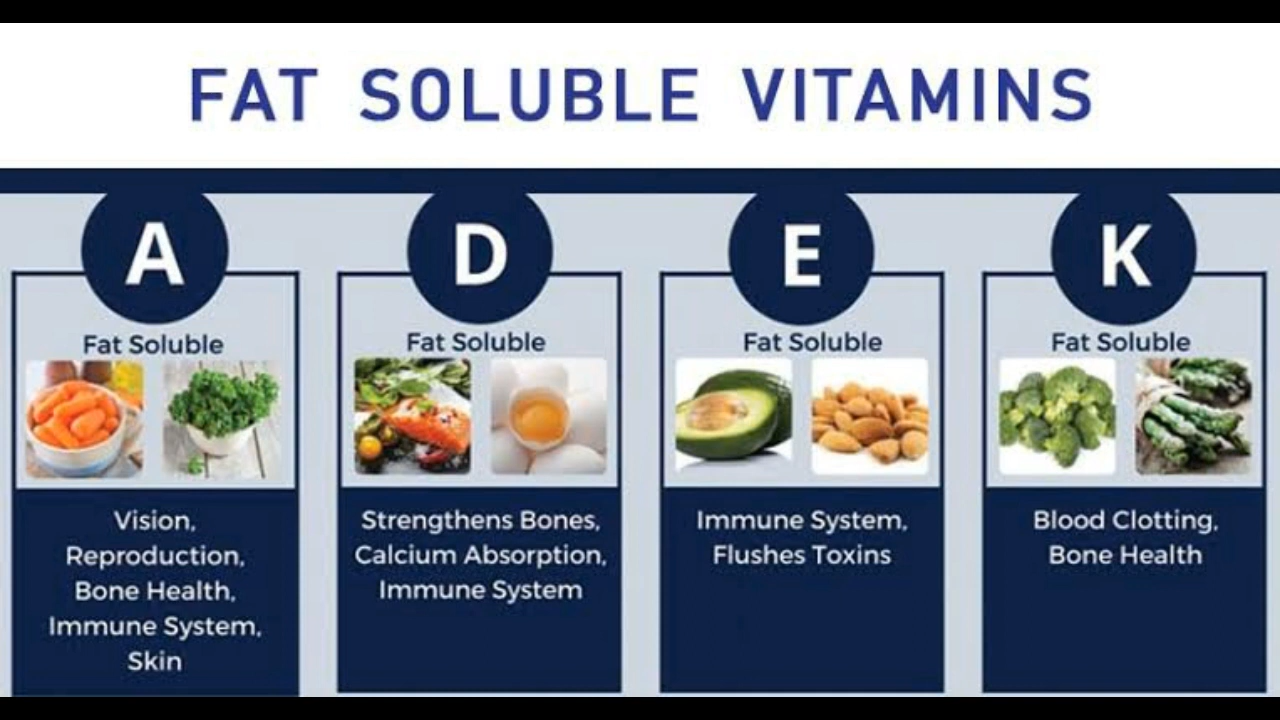 FAT SOLUBLE VITAMINS
A
Fat Soluble
Vision,
Reproduction,
Bone Health,
Immune System,
Skin
D
Fat Soluble
Strengthens Bones,
Calcium Absorption,
Immune System
E
Fat Soluble
Immune System,
Flushes Toxins
K
Fat Soluble
Blood Clotting,
Bone Health